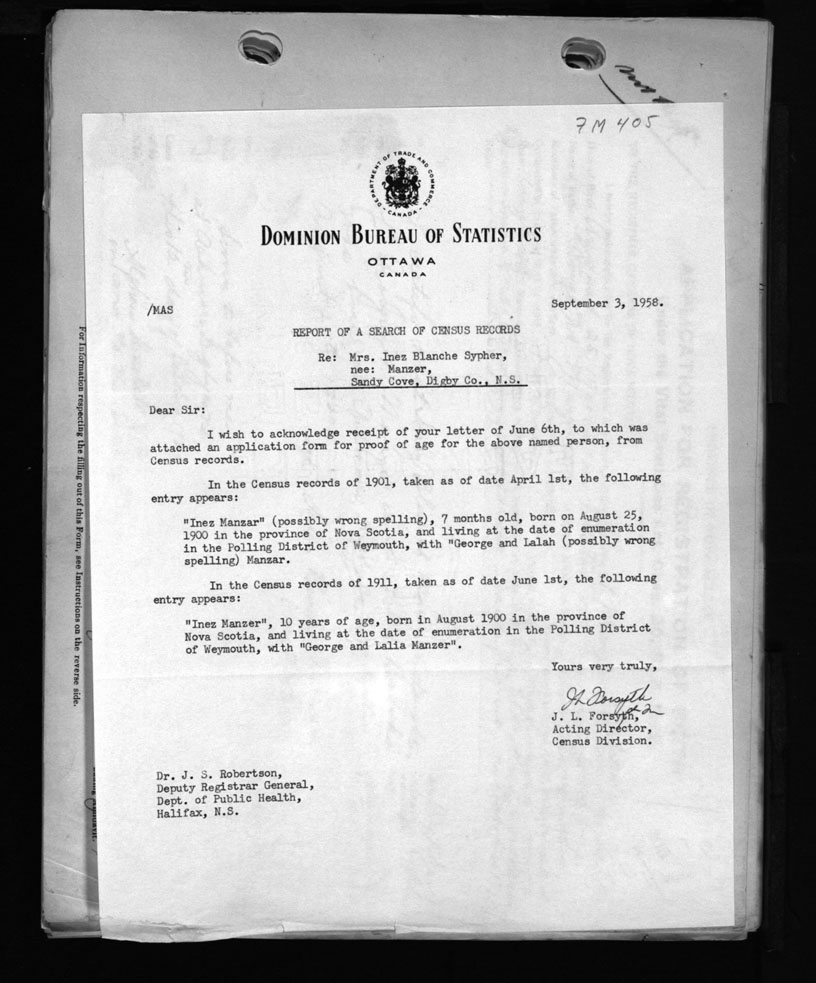 7 M 405
DEPARTMENT OF TRADE AND COMMERCE
- CANADA -
DOMINION BUREAU OF STATISTICS
OTTAWA
CANADA
/MAS
September 3, 1958.
REPORT OF A SEARCH OF CENSUS RECORDS
Re: Mrs. Inez Blanche Sypher,
nee: Manzer,
Sandy Cove, Digby Co., N.S.
Dear Sir:
I wish to acknowledge receipt of your letter of June 6th, to which was
attached an application form for proof of age for the above named person, from
Census records.
In the Census records of 1901, taken as of date April 1st, the following
entry appears:
"Inez Manzar" (possibly wrong spelling), 7 months old, born on August 25,
1900 in the province of Nova Scotia, and living at the date of enumeration
in the Polling District of Weymouth, with "George and Lalah (possibly wrong
spelling) Manzar.
In the Census records of 1911, taken as of date June 1st, the following
entry appears:
"Inez Manzer", 10 years of age, born in August 1900 in the province of
Nova Scotia, and living at the date of enumeration in the Polling District
of Weymouth, with "George and Lalia Manzer".
Yours very truly,
J. L. Forsyth,
Acting Director,
Census Division.
Dr. J. S. Robertson,
Deputy Registrar General,
Dept. of Public Health,
Halifax, N.S.
For Information respecting the filling out of this Form, see Instructions on the reverse side.